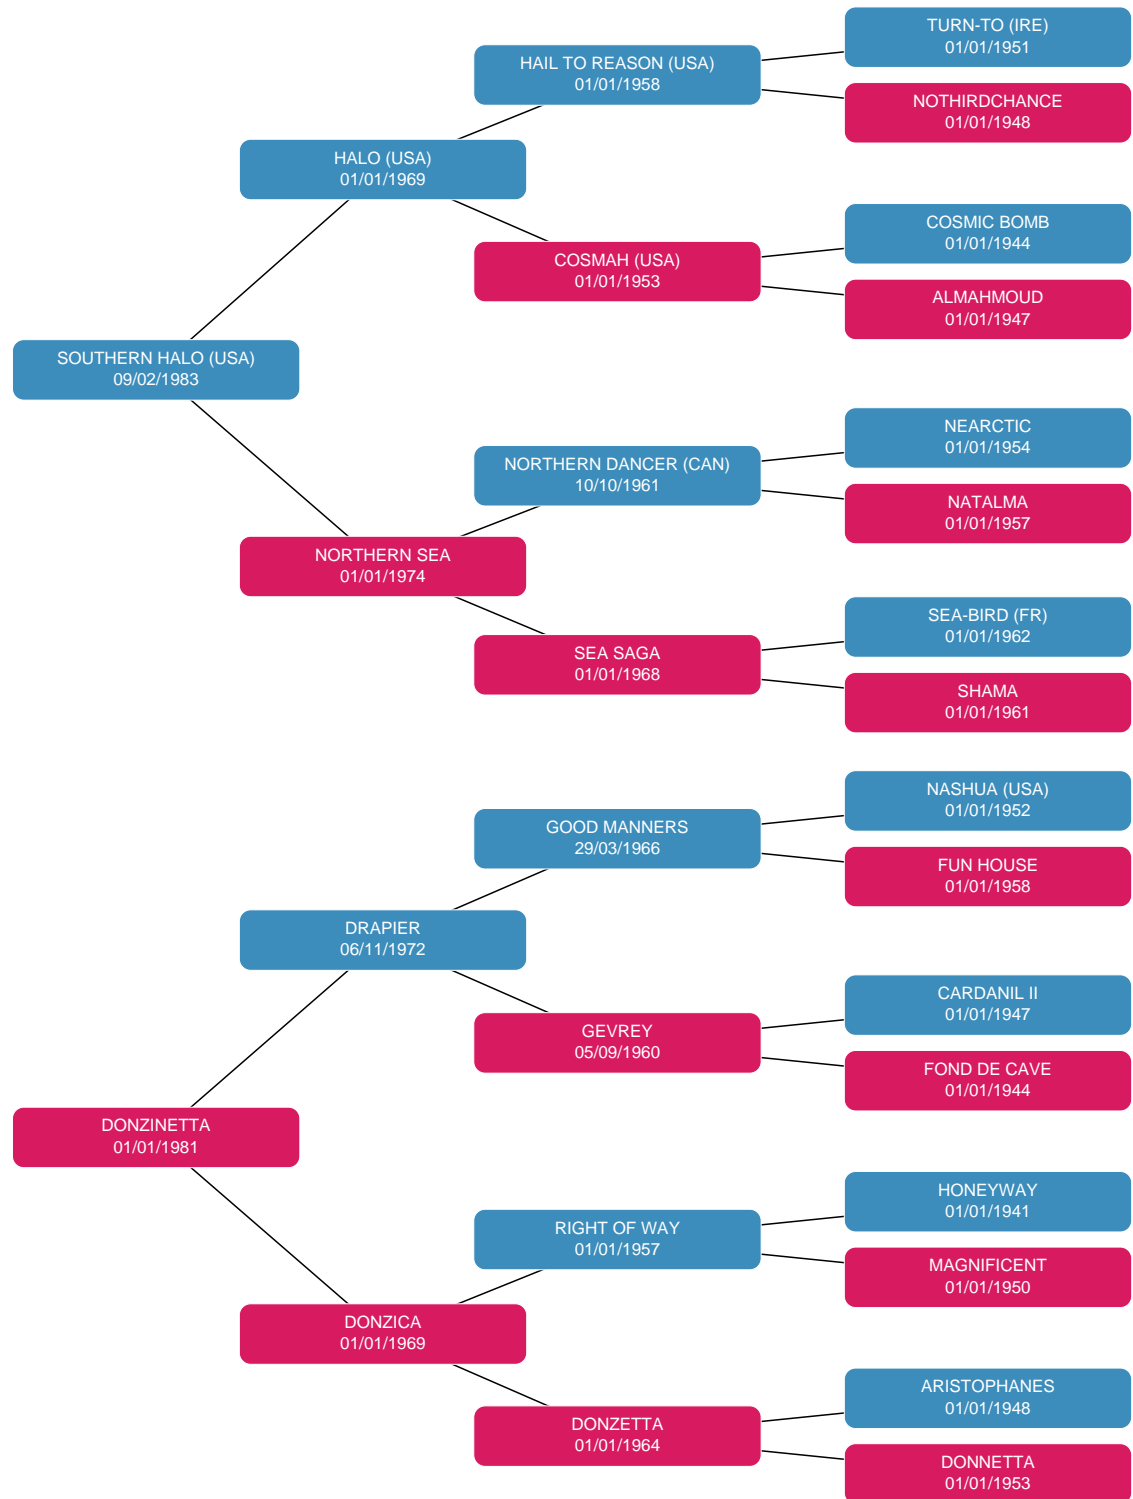 TURN-TO (IRE)
01/01/1951
HAIL TO REASON (USA)
01/01/1958
NOTHIRDCHANCE
01/01/1948
HALO (USA)
01/01/1969
COSMIC BOMB
01/01/1944
COSMAH (USA)
01/01/1953
ALMAHMOUD
01/01/1947
SOUTHERN HALO (USA)
09/02/1983
NEARCTIC
01/01/1954
NORTHERN DANCER (CAN)
10/10/1961
NATALMA
01/01/1957
NORTHERN SEA
01/01/1974
SEA-BIRD (FR)
01/01/1962
SEA SAGA
01/01/1968
SHAMA
01/01/1961
NASHUA (USA)
01/01/1952
GOOD MANNERS
29/03/1966
FUN HOUSE
01/01/1958
DRAPIER
06/11/1972
CARDANIL II
01/01/1947
GEVREY
05/09/1960
FOND DE CAVE
01/01/1944
DONZINETTA
01/01/1981
HONEYWAY
01/01/1941
RIGHT OF WAY
01/01/1957
MAGNIFICENT
01/01/1950
DONZICA
01/01/1969
ARISTOPHANES
01/01/1948
DONZETTA
01/01/1964
DONNETTA
01/01/1953